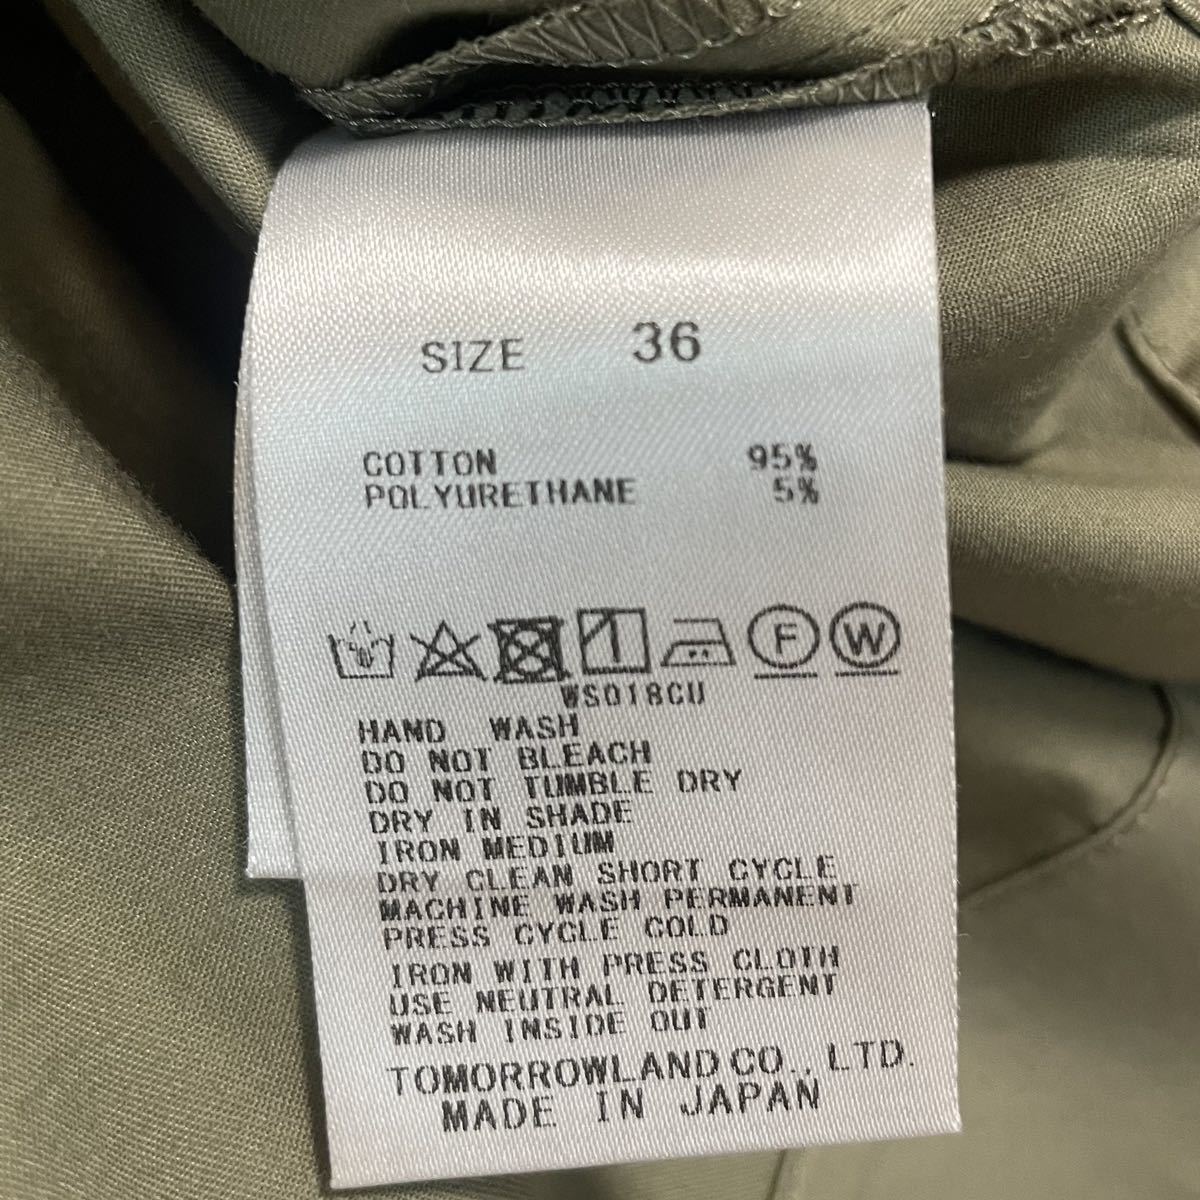 SIZE 36
COTTON 95%
POLYURETHANE 5%
F W
WS018CU
HAND WASH
DO NOT BLEACH
DO NOT TUMBLE DRY
DRY IN SHADE
IRON MEDIUM
DRY CLEAN SHORT CYCLE
MACHINE WASH PERMANENT
PRESS CYCLE COLD
IRON WITH PRESS CLOTH
USE NEUTRAL DETERGENT
WASH INSIDE OUT
TOMORROWLAND CO., LTD.
MADE IN JAPAN